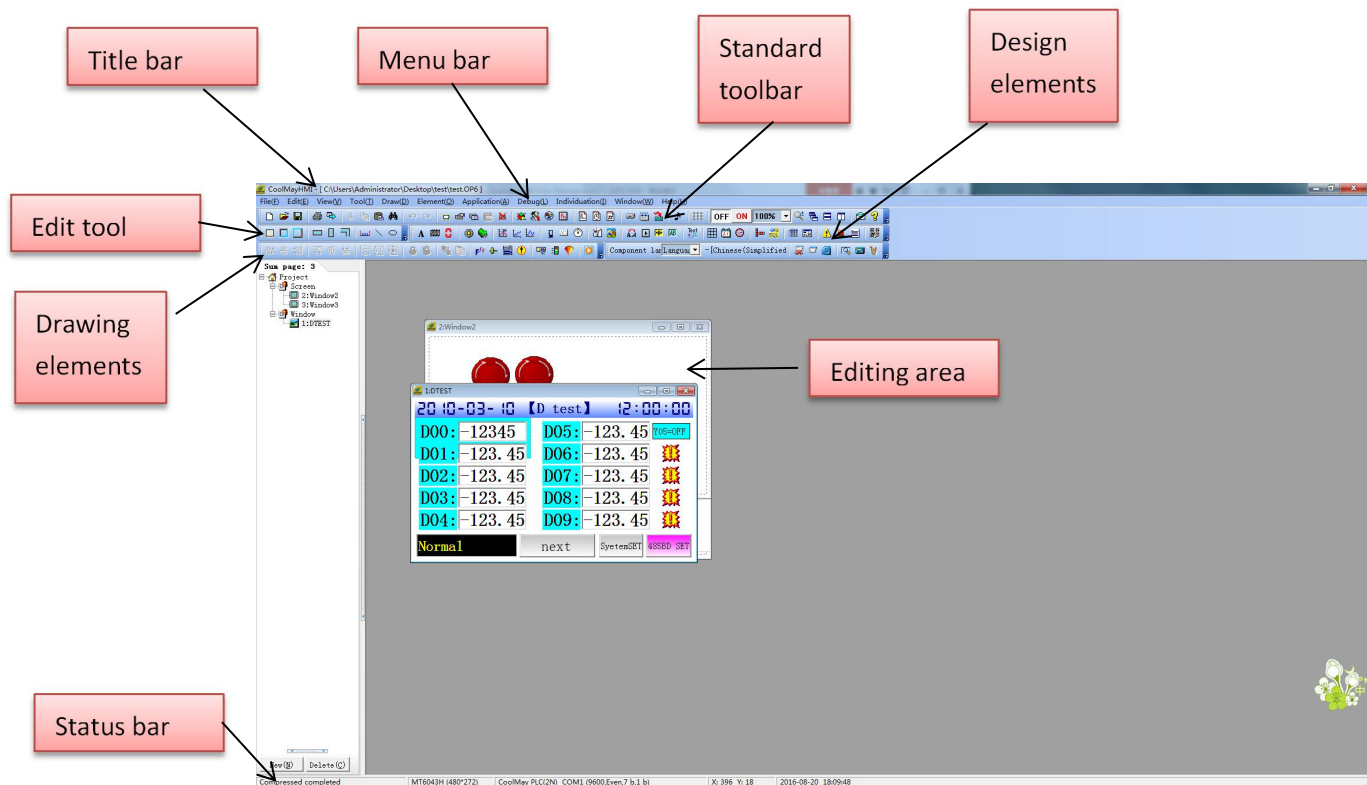 Title bar
Menu bar
Standard
toolbar
Design
elements
Edit tool
Drawing
elements
Editing area
Status bar
CoolMayHMI - [ C:\Users\Administrator\Desktop\test\test.OP6 ]
File(F) Edit(E) View(V) Tool(T) Draw(D) Element(O) Application(A) Debug(L) Individuation(I) Window(W) Help(H)
OFF ON 100%
Component lan Languag -[Chinese(Simplified
Sum page: 3
Project
Screen
2:Window2
3:Window3
Window
1:DTEST
2:Window2
1:DTEST
2010-03-10 【D test】 12:00:00
D00: -12345 D05: -123.45 Y05=OFF
D01: -123.45 D06: -123.45
D02: -123.45 D07: -123.45
D03: -123.45 D08: -123.45
D04: -123.45 D09: -123.45
Normal next SyetemSET 485BD SET
New(N) Delete(C)
Compressed completed MT6043H (480*272) CoolMay PLC(2N) COM1 (9600,Even,7 b,1 b) X: 396 Y: 18 2016-08-20 18:09:48